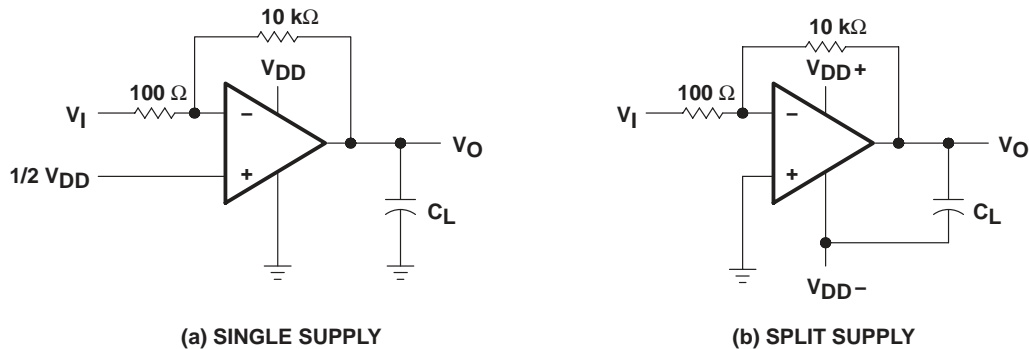 10 kΩ
VDD
100 Ω
VI
−
+
1/2 VDD
VO
CL
(a) SINGLE SUPPLY
10 kΩ
VDD+
100 Ω
VI
−
+
VO
CL
VDD−
(b) SPLIT SUPPLY